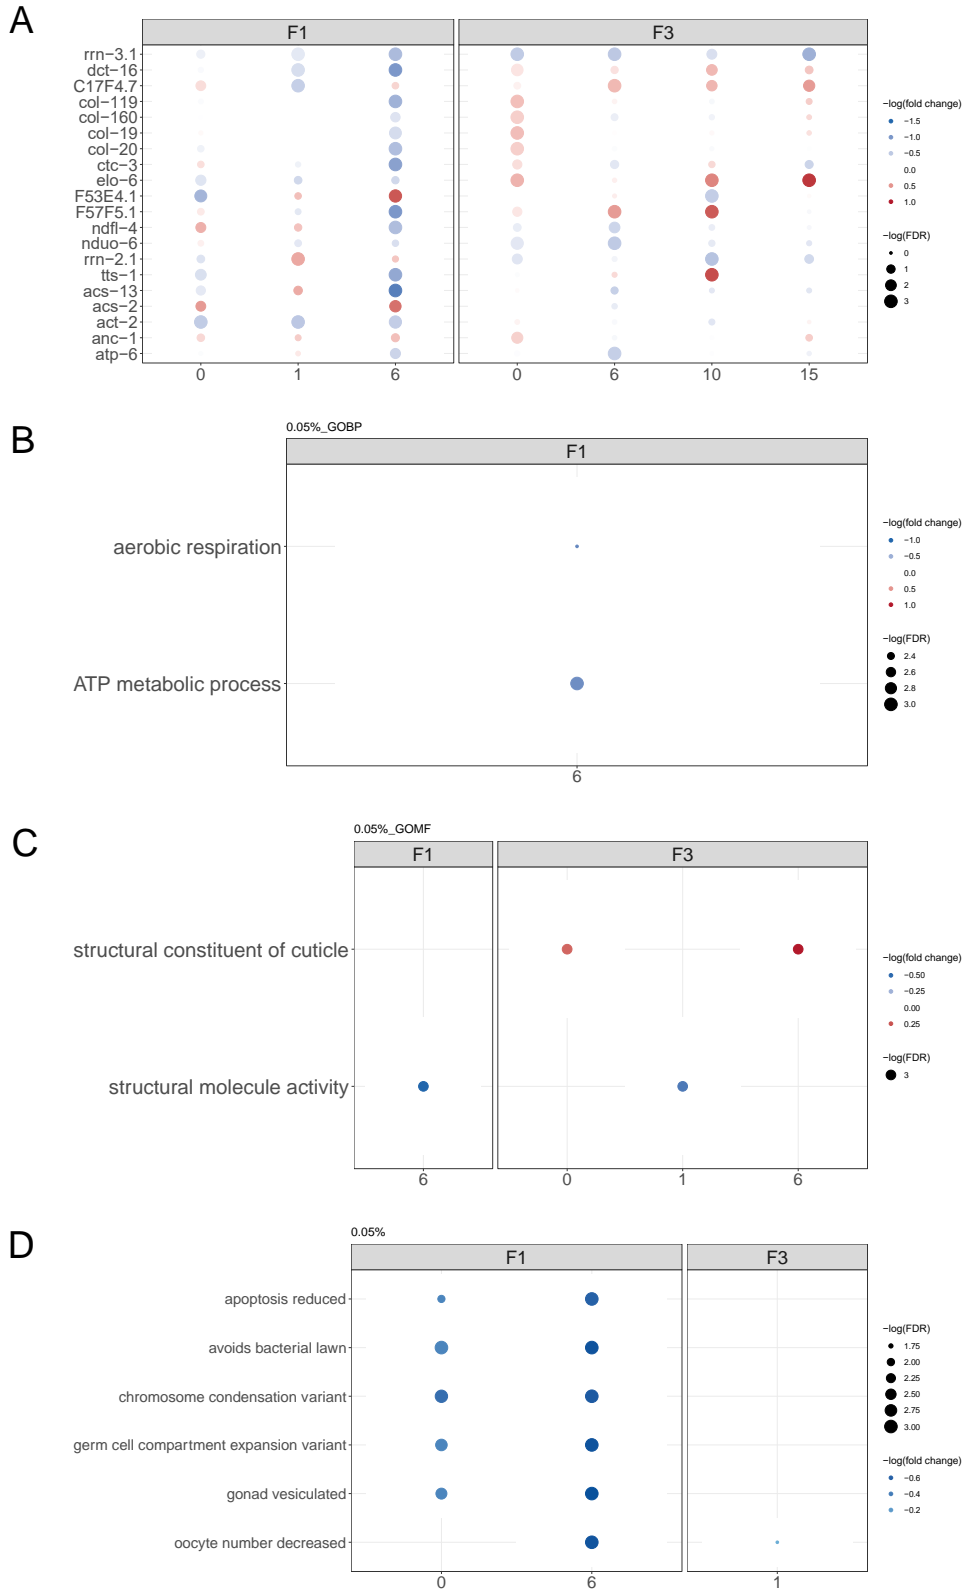 A
F1
F3
rrn−3.1
dct−16
C17F4.7
col−119
col−160
col−19
col−20
ctc−3
elo−6
F53E4.1
F57F5.1
ndfl−4
nduo−6
rrn−2.1
tts−1
acs−13
acs−2
act−2
anc−1
atp−6
0 1 6 0 6 10 15
−log(fold change)
−1.5
−1.0
−0.5
0.0
0.5
1.0
−log(FDR)
0
1
2
3
B
0.05%_GOBP
F1
aerobic respiration
ATP metabolic process
6
−log(fold change)
−1.0
−0.5
0.0
0.5
1.0
−log(FDR)
2.4
2.6
2.8
3.0
C
0.05%_GOMF
F1
F3
structural constituent of cuticle
structural molecule activity
6 0 1 6
−log(fold change)
−0.50
−0.25
0.00
0.25
−log(FDR)
3
D
0.05%
F1
F3
apoptosis reduced
avoids bacterial lawn
chromosome condensation variant
germ cell compartment expansion variant
gonad vesiculated
oocyte number decreased
0 6 1
−log(FDR)
1.75
2.00
2.25
2.50
2.75
3.00
−log(fold change)
−0.6
−0.4
−0.2